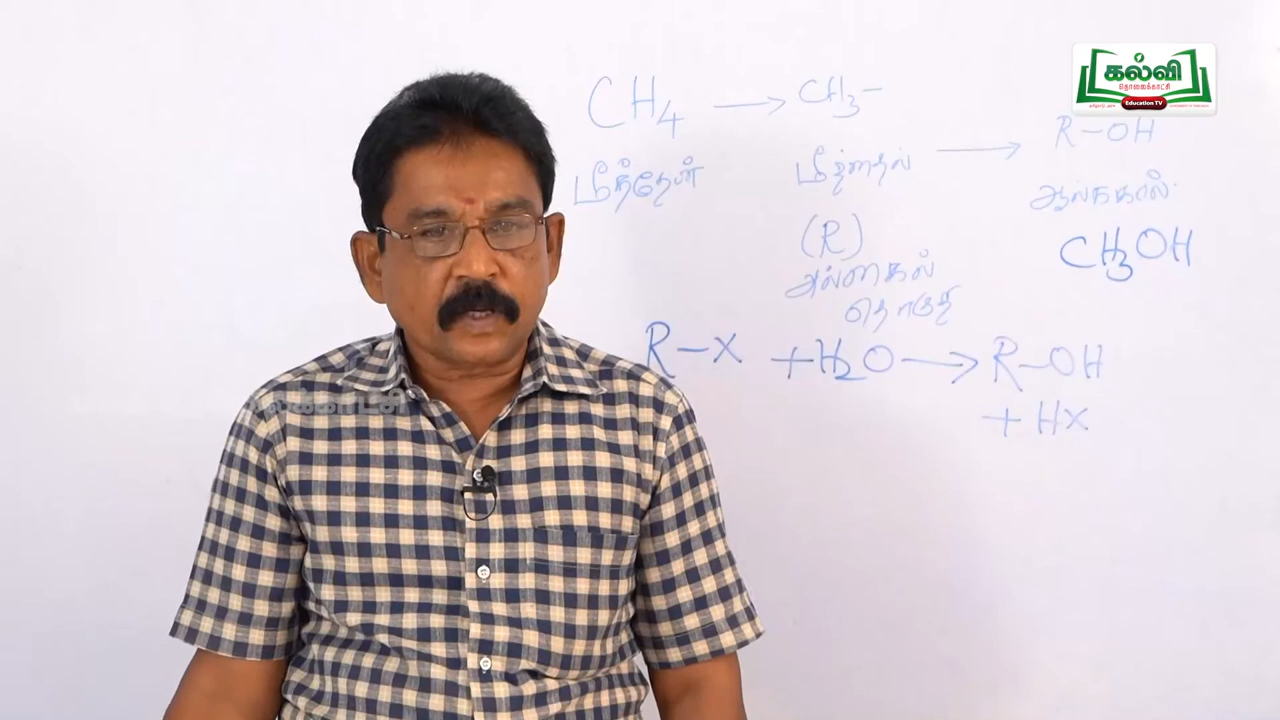 CH₄ → CH₃–
மீத்தேன்
மீத்தைல் → R–OH
(R)
ஆல்ககால்
அல்கைல்
தொகுதி
CH₃OH
R–X + H₂O → R–OH
+ HX
கல்வி
தொலைக்காட்சி
Education TV
லைக்காட்சி